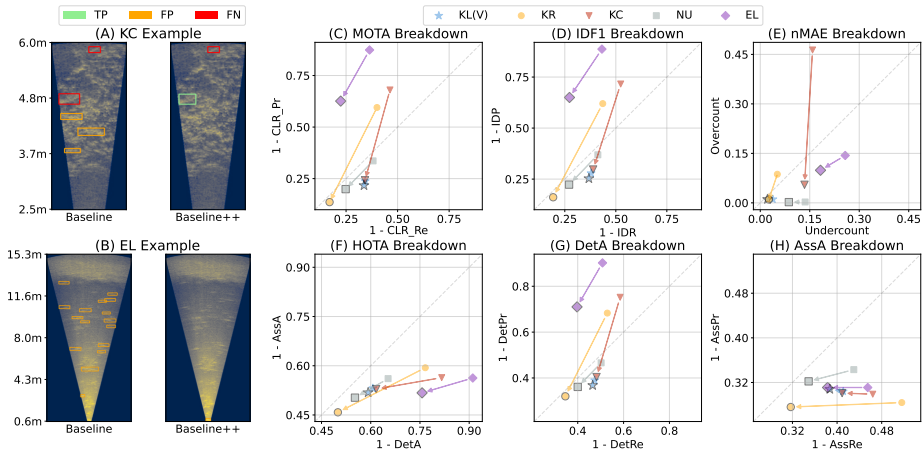 TP FP FN
KL(V) KR KC NU EL
(A) KC Example
6.0m
4.8m
3.7m
2.5m
Baseline Baseline++
(C) MOTA Breakdown
1 - CLR_Pr
0.75
0.50
0.25
0.25 0.50 0.75
1 - CLR_Re
(D) IDF1 Breakdown
1 - IDP
0.75
0.50
0.25
0.25 0.50 0.75
1 - IDR
(E) nMAE Breakdown
Overcount
0.45
0.30
0.15
0.00
0.00 0.15 0.30 0.45
Undercount
(B) EL Example
15.3m
11.6m
8.0m
4.3m
0.6m
Baseline Baseline++
(F) HOTA Breakdown
1 - AssA
0.90
0.75
0.60
0.45
0.45 0.60 0.75 0.90
1 - DetA
(G) DetA Breakdown
1 - DetPr
0.8
0.6
0.4
0.4 0.6 0.8
1 - DetRe
(H) AssA Breakdown
1 - AssPr
0.48
0.40
0.32
0.32 0.40 0.48
1 - AssRe